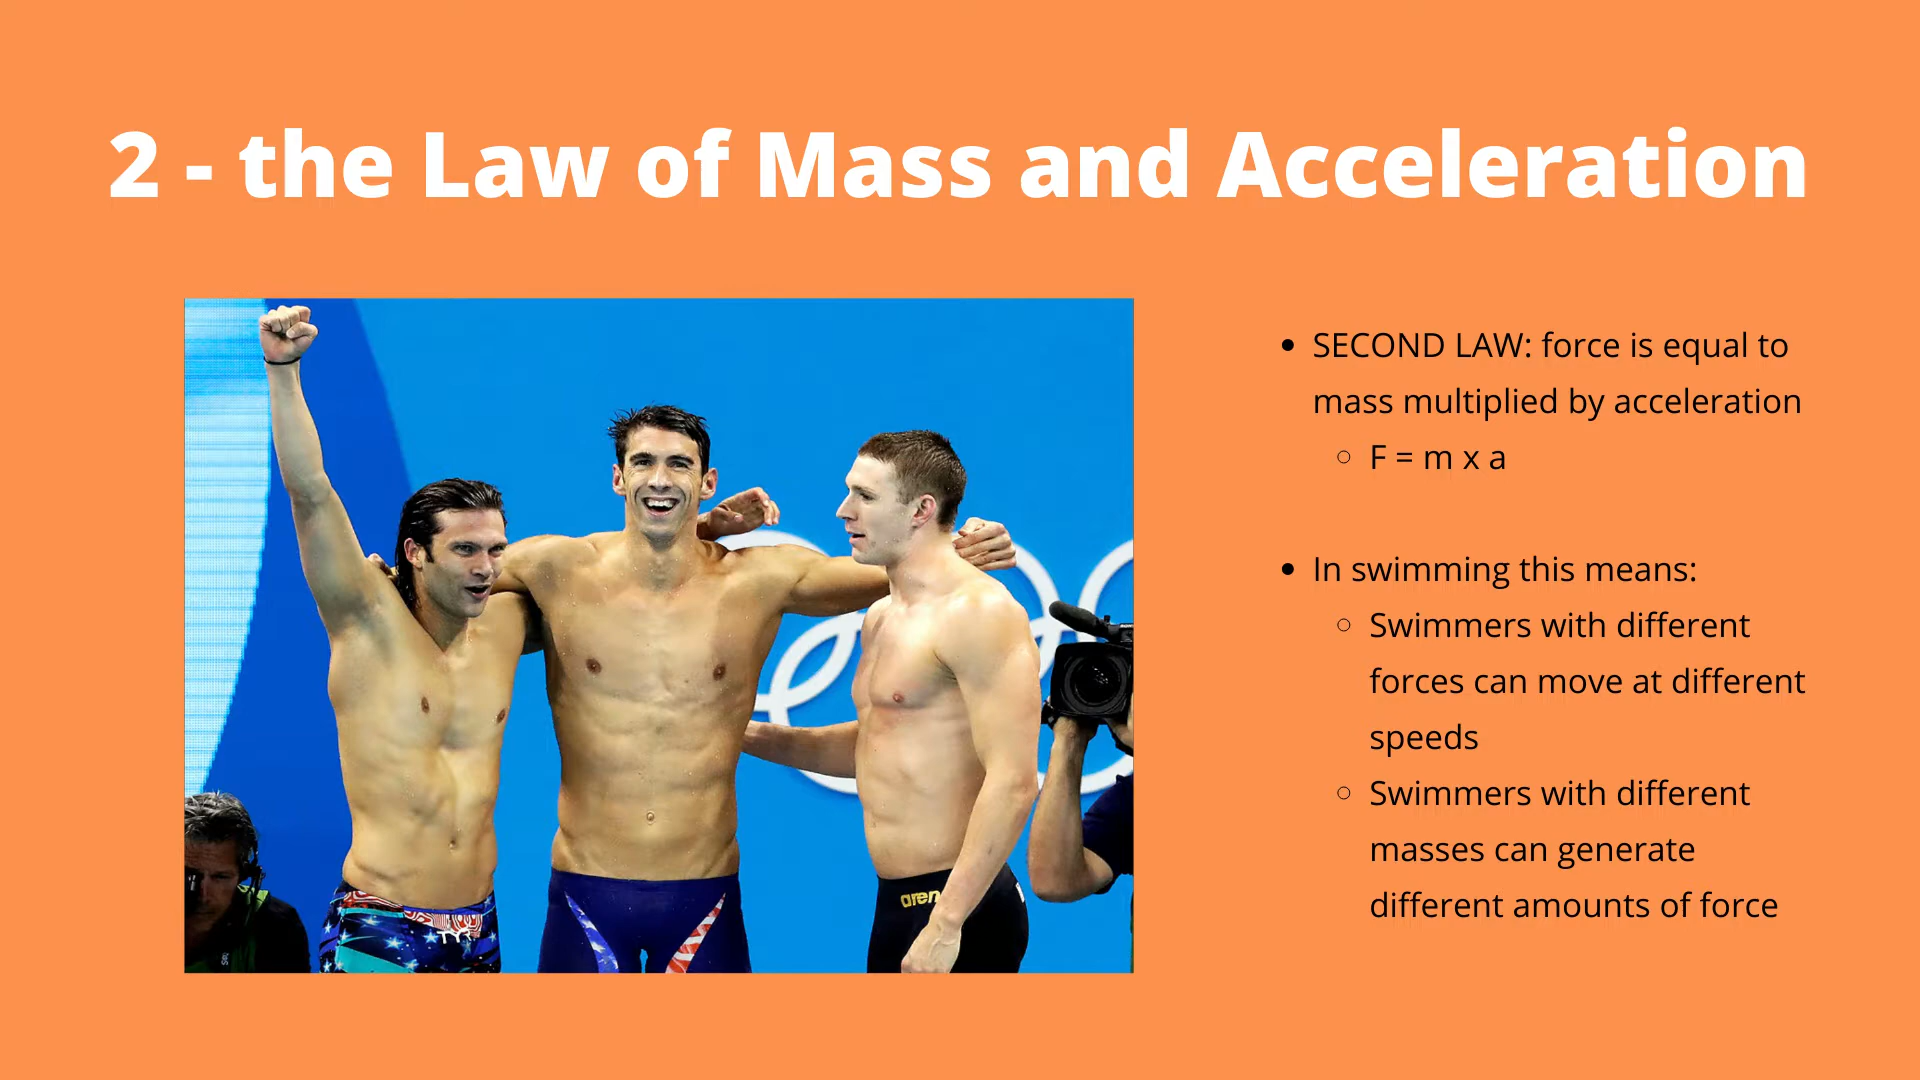 2 - the Law of Mass and Acceleration
SECOND LAW: force is equal to
mass multiplied by acceleration
F = m x a
In swimming this means:
Swimmers with different
forces can move at different
speeds
Swimmers with different
masses can generate
different amounts of force
TYR
aren